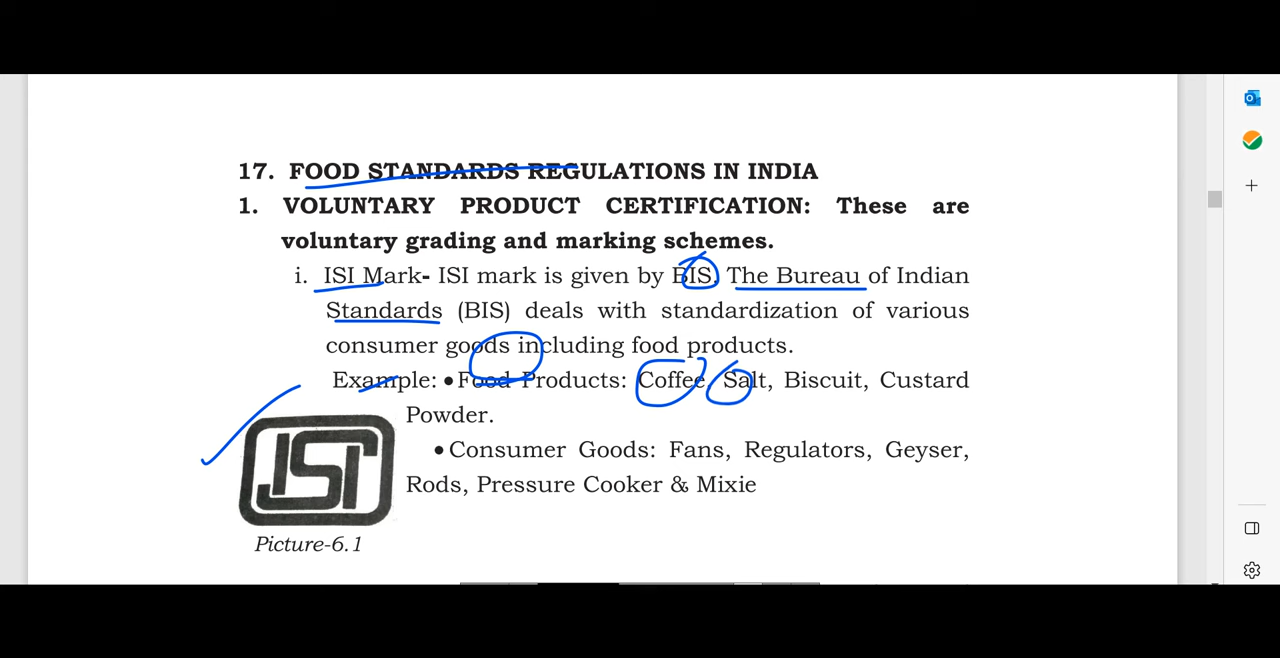 17. FOOD STANDARDS REGULATIONS IN INDIA
1. VOLUNTARY PRODUCT CERTIFICATION: These are
voluntary grading and marking schemes.
i. ISI Mark- ISI mark is given by BIS. The Bureau of Indian
Standards (BIS) deals with standardization of various
consumer goods including food products.
Example: • Food Products: Coffee, Salt, Biscuit, Custard
Powder.
• Consumer Goods: Fans, Regulators, Geyser,
Rods, Pressure Cooker & Mixie
ISI
Picture-6.1